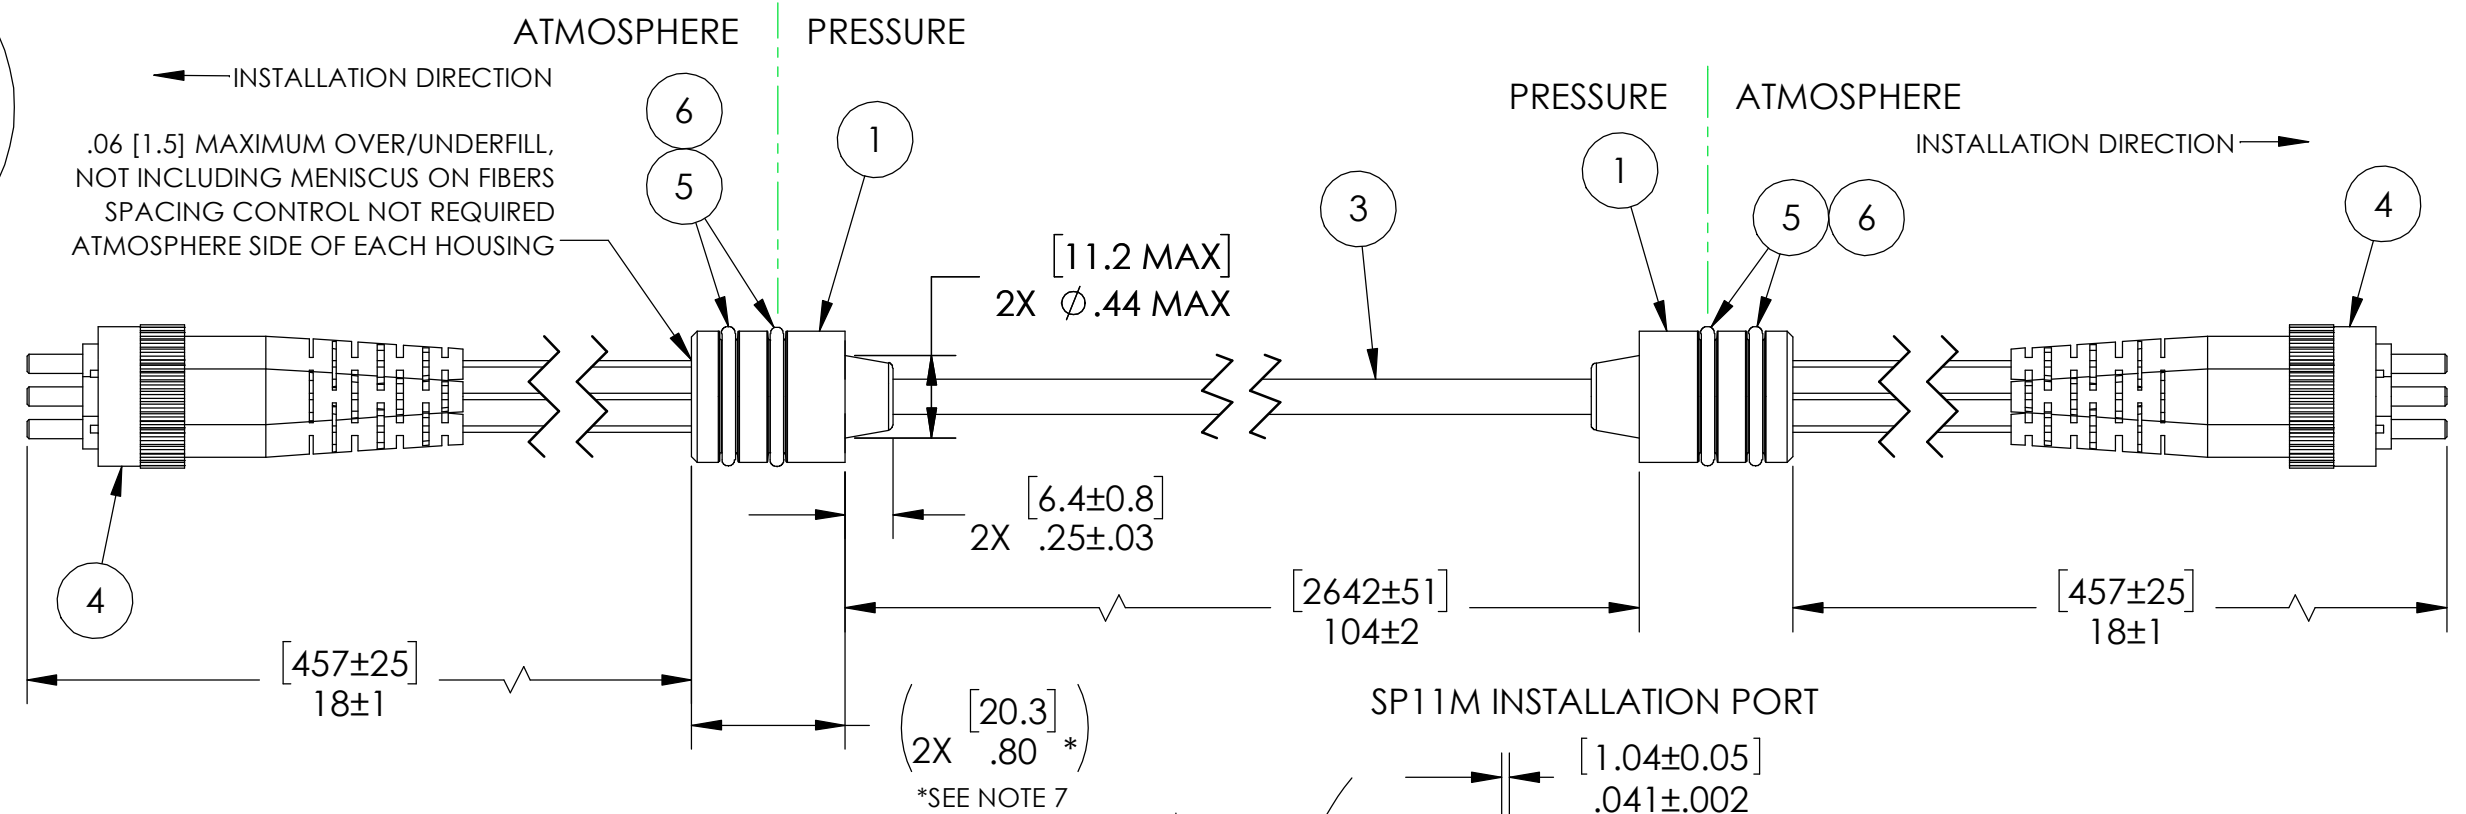 ATMOSPHERE
PRESSURE
INSTALLATION DIRECTION
.06 [1.5] MAXIMUM OVER/UNDERFILL,
NOT INCLUDING MENISCUS ON FIBERS
SPACING CONTROL NOT REQUIRED
ATMOSPHERE SIDE OF EACH HOUSING
6
5
1
[11.2 MAX]
2X Ø.44 MAX
3
PRESSURE
ATMOSPHERE
INSTALLATION DIRECTION
1
5
6
4
4
[457±25]
18±1
[6.4±0.8]
2X .25±.03
[2642±51]
104±2
[457±25]
18±1
([20.3]
2X .80 *)
*SEE NOTE 7
SP11M INSTALLATION PORT
[1.04±0.05]
.041±.002